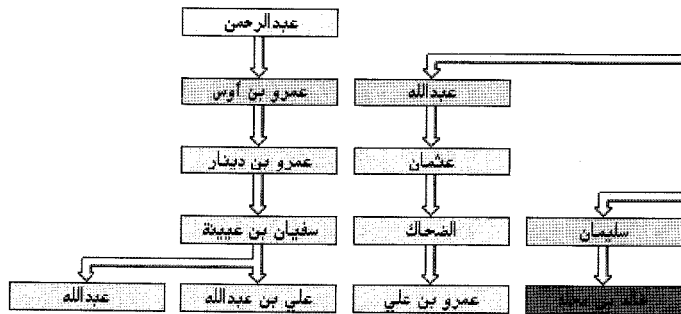 عبدالرحمن
عبدالله
عمرو بن أوس
عثمان
عمرو بن دينار
سليمان
الضحاك
سفيان بن عيينة
عمرو بن علي
علي بن عبدالله
عبدالله